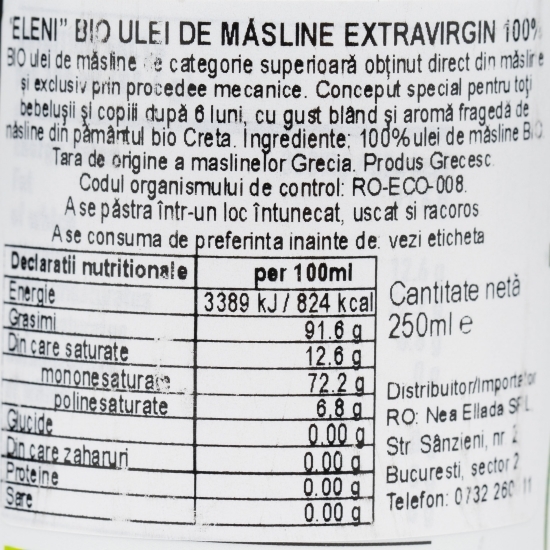 "ELENI" BIO ULEI DE MĂSLINE EXTRAVIRGIN 100%
BIO ulei de măsline de categorie superioară obținut direct din măsline
și exclusiv prin procedee mecanice. Conceput special pentru toți
bebelușii și copiii după 6 luni, cu gust blând și aromă fragedă de
măsline din pământul bio Creta. Ingrediente: 100% ulei de măsline BIO
Tara de origine a maslinelor Grecia. Produs Grecesc.
Codul organismului de control: RO-ECO-008.
A se păstra într-un loc întunecat, uscat si racoros
A se consuma de preferinta inainte de: vezi eticheta
Declaratii nutritionale per 100ml
Energie 3389 kJ / 824 kcal
Grasimi 91.6 g
Din care saturate 12.6 g
mononesaturate 72.2 g
polinesaturate 6.8 g
Glucide 0.00 g
Din care zaharuri 0.00 g
Proteine 0.00 g
Sare 0.00 g
Cantitate netă
250ml e
Distribuitor/Importator
RO: Nea Ellada SRL
Str Sânzieni, nr 2
Bucuresti, sector 2
Telefon: 0732 260 11